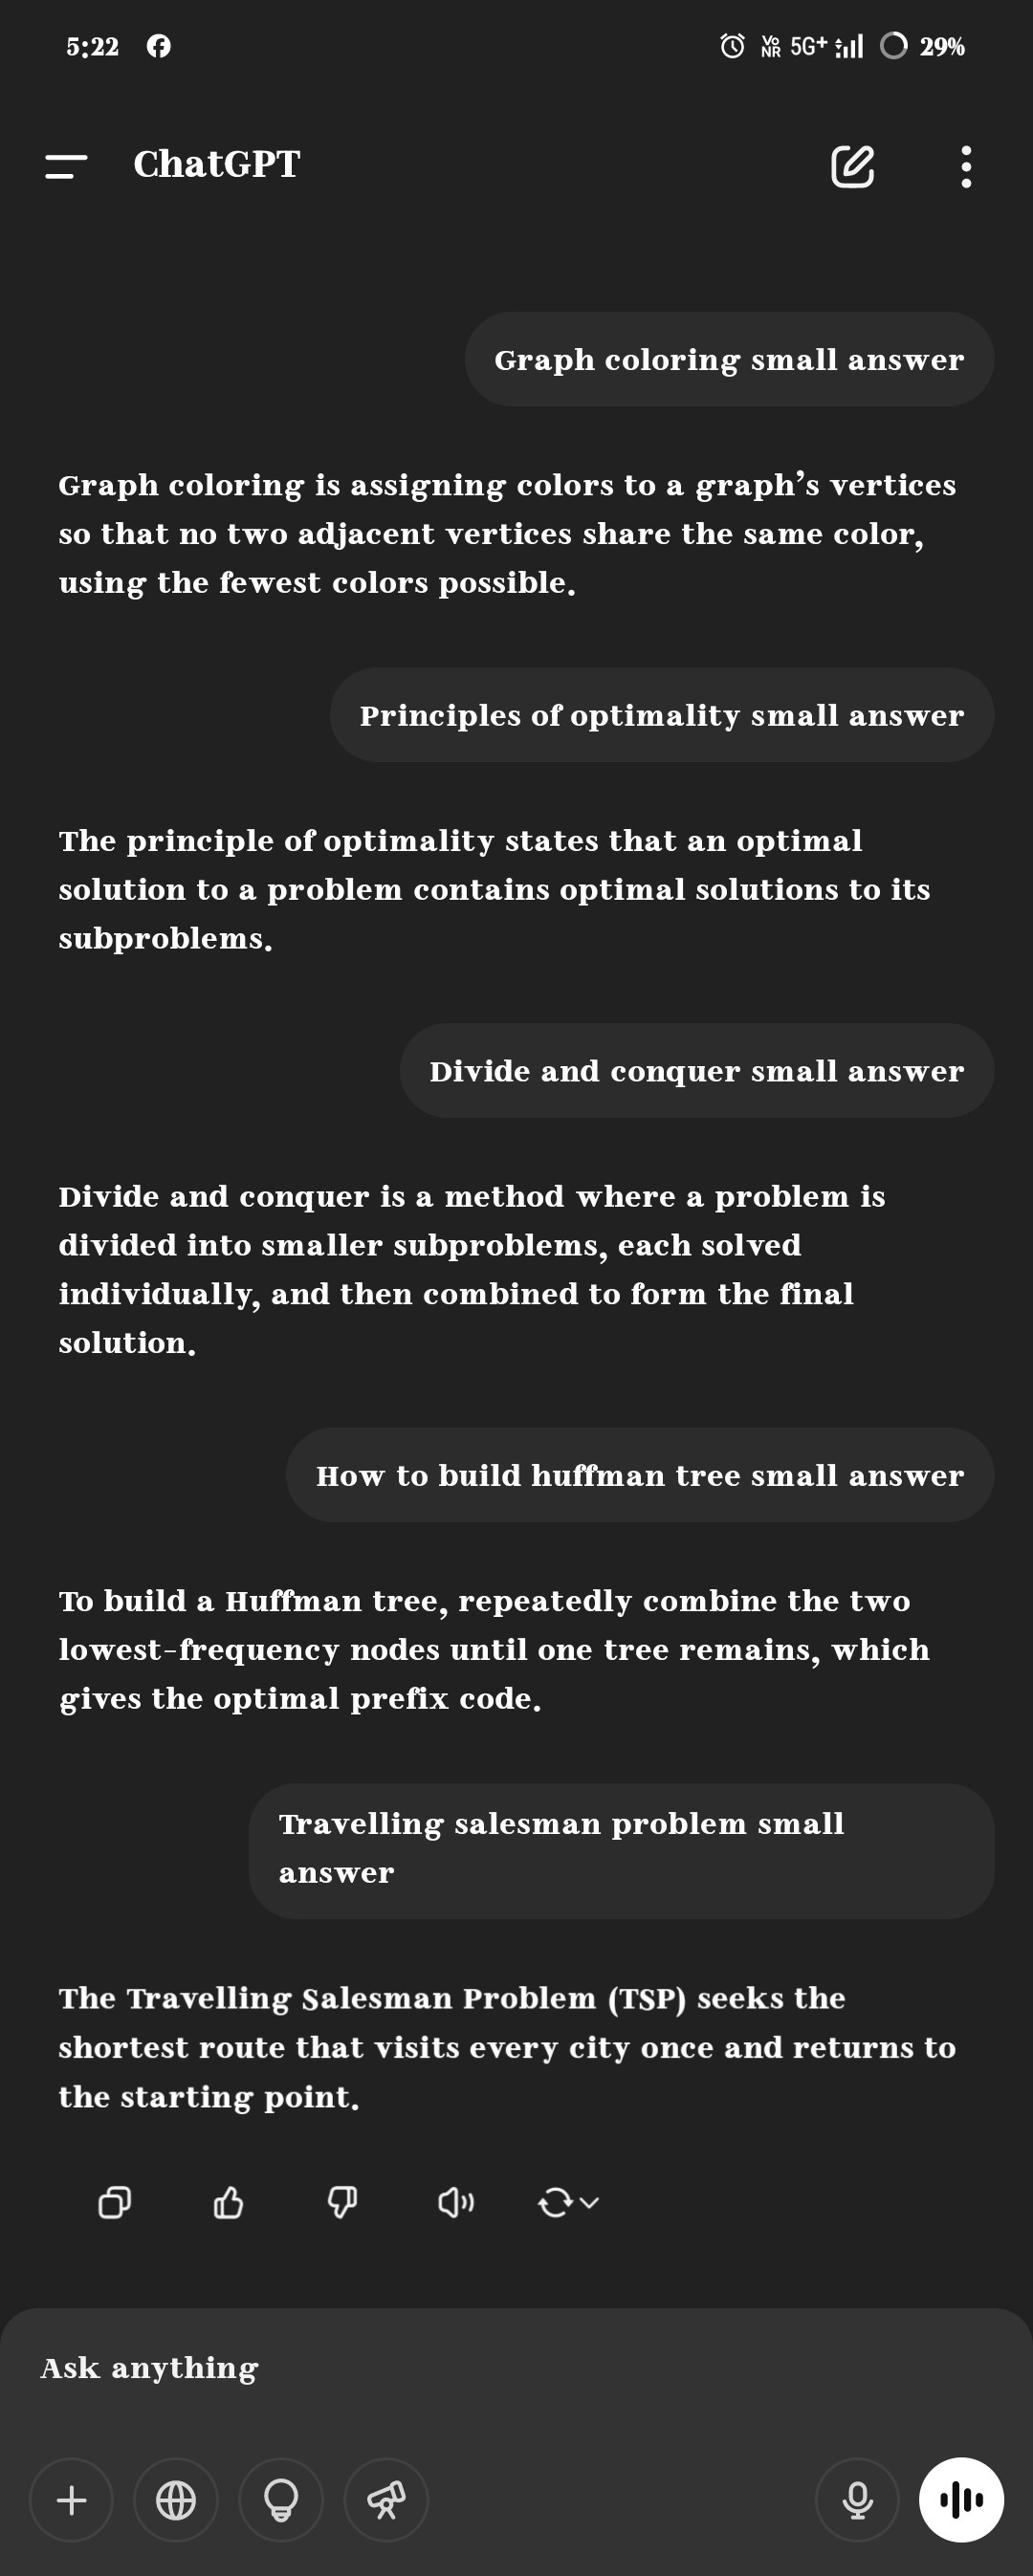 5:22
Vo
NR 5G+ 29%
ChatGPT
Graph coloring small answer
Graph coloring is assigning colors to a graph’s vertices
so that no two adjacent vertices share the same color,
using the fewest colors possible.
Principles of optimality small answer
The principle of optimality states that an optimal
solution to a problem contains optimal solutions to its
subproblems.
Divide and conquer small answer
Divide and conquer is a method where a problem is
divided into smaller subproblems, each solved
individually, and then combined to form the final
solution.
How to build huffman tree small answer
To build a Huffman tree, repeatedly combine the two
lowest-frequency nodes until one tree remains, which
gives the optimal prefix code.
Travelling salesman problem small
answer
The Travelling Salesman Problem (TSP) seeks the
shortest route that visits every city once and returns to
the starting point.
Ask anything